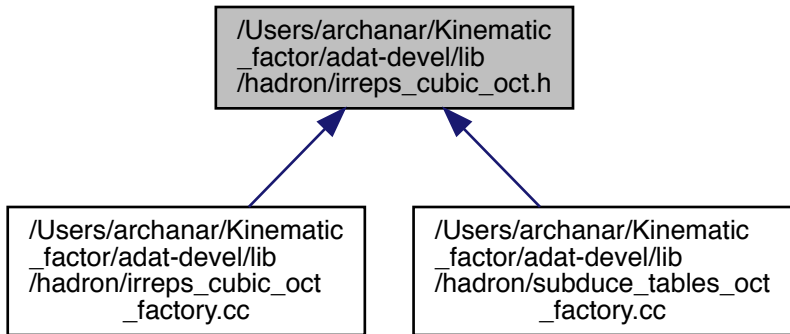 /Users/archanar/Kinematic
_factor/adat-devel/lib
/hadron/irreps_cubic_oct.h
/Users/archanar/Kinematic
_factor/adat-devel/lib
/hadron/irreps_cubic_oct
_factory.cc
/Users/archanar/Kinematic
_factor/adat-devel/lib
/hadron/subduce_tables_oct
_factory.cc